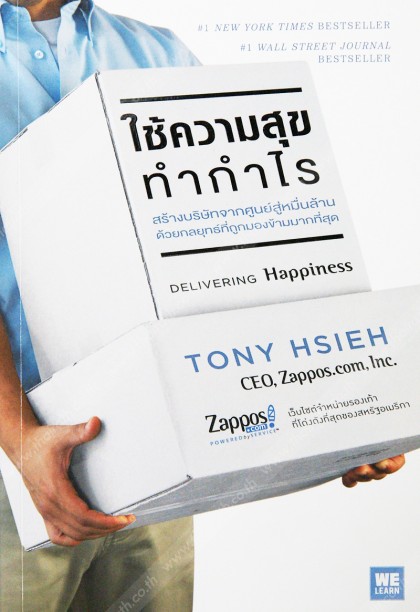 #1 NEW YORK TIMES BESTSELLER
#1 WALL STREET JOURNAL
BESTSELLER
ใช้ความสุข
ทำกำไร
สร้างบริษัทจากศูนย์สู่หมื่นล้าน
ด้วยกลยุทธ์ที่ถูกมองข้ามมากที่สุด
DELIVERING Happiness
TONY HSIEH
CEO, Zappos.com, Inc.
Zappos
.com
POWERED by SERVICE™
เว็บไซต์จำหน่ายรองเท้า
ที่โด่งดังที่สุดของสหรัฐอเมริกา
WE
LEARN